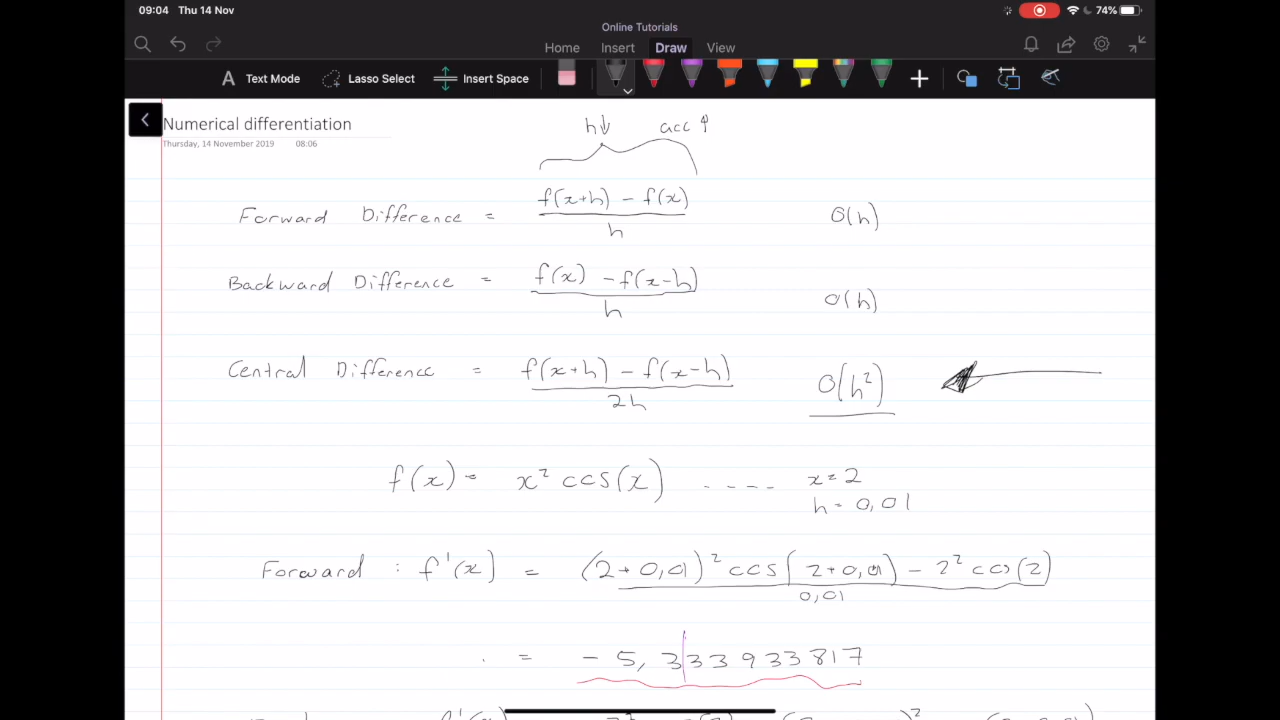 09:04 Thu 14 Nov 74%
Online Tutorials
Home Insert Draw View
A Text Mode Lasso Select Insert Space
Numerical differentiation
Thursday, 14 November 2019 08:06
h↓ acc ↑
Forward Difference = f(x+h) - f(x) / h O(h)
Backward Difference = f(x) - f(x-h) / h O(h)
Central Difference = f(x+h) - f(x-h) / 2h O(h²)
f(x) = x² cos(x) .... x = 2
h = 0,01
Forward : f'(x) = (2+0,01)² cos(2+0,01) - 2² cos(2) / 0,01
= - 5,3333933817